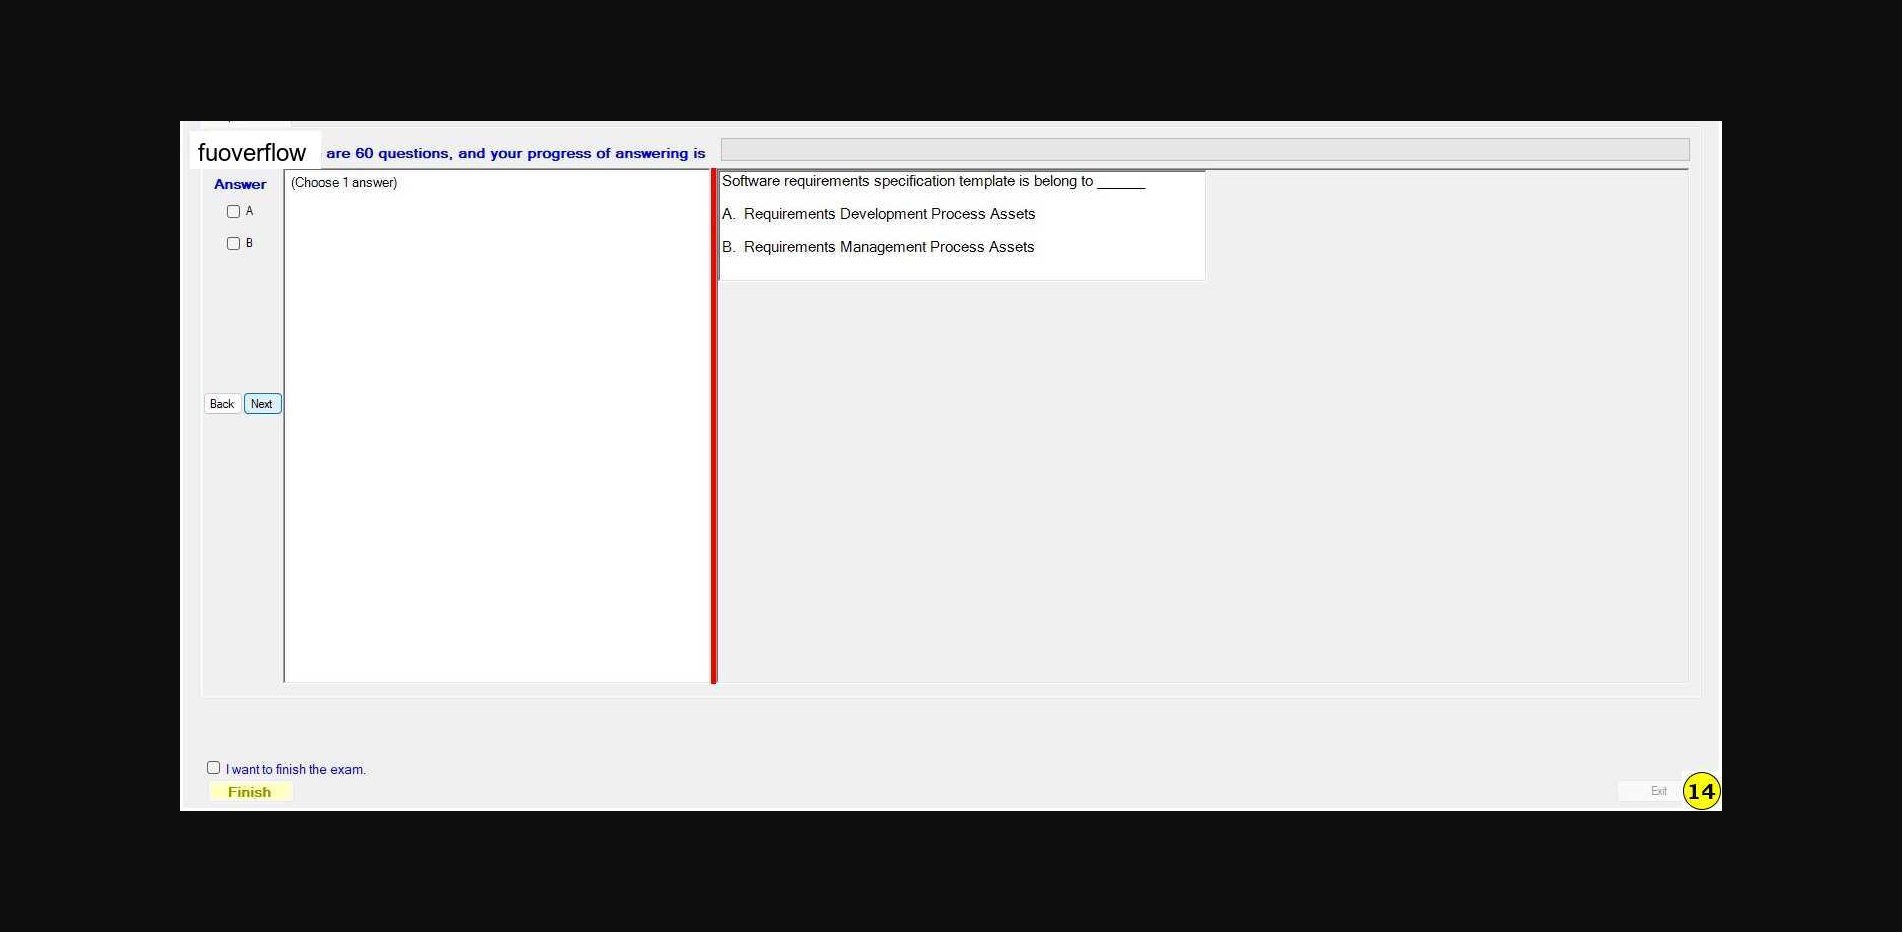 fuoverflow are 60 questions, and your progress of answering is
Answer
A
B
Back Next
(Choose 1 answer)
Software requirements specification template is belong to ______
A. Requirements Development Process Assets
B. Requirements Management Process Assets
I want to finish the exam.
Finish
Exit
14